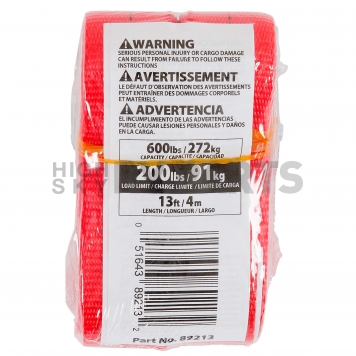 ⚠WARNING
SERIOUS PERSONAL INJURY OR CARGO DAMAGE
CAN RESULT FROM FAILURE TO FOLLOW THESE
INSTRUCTIONS
⚠AVERTISSEMENT
LE DÉFAUT D'OBSERVATION DES AVERTISSEMENTS
PEUT ENTRAÎNER DES DOMMAGES CORPORELS
ET MATÉRIELS.
⚠ADVERTENCIA
EL INCUMPLIMIENTO DE LAS ADVERTENCIAS
PUEDE CAUSAR LESIONES PERSONALES Y DAÑOS
EN LA CARGA.
600lbs/272kg
CAPACITY / CAPACITÉ / CAPACIDAD
200lbs/91kg
LOAD LIMIT / CHARGE LIMITE / LIMITE DE CARGA
13ft/4m
LENGTH / LONGUEUR / LARGO
0 51643 89213 2
Part No. 89213